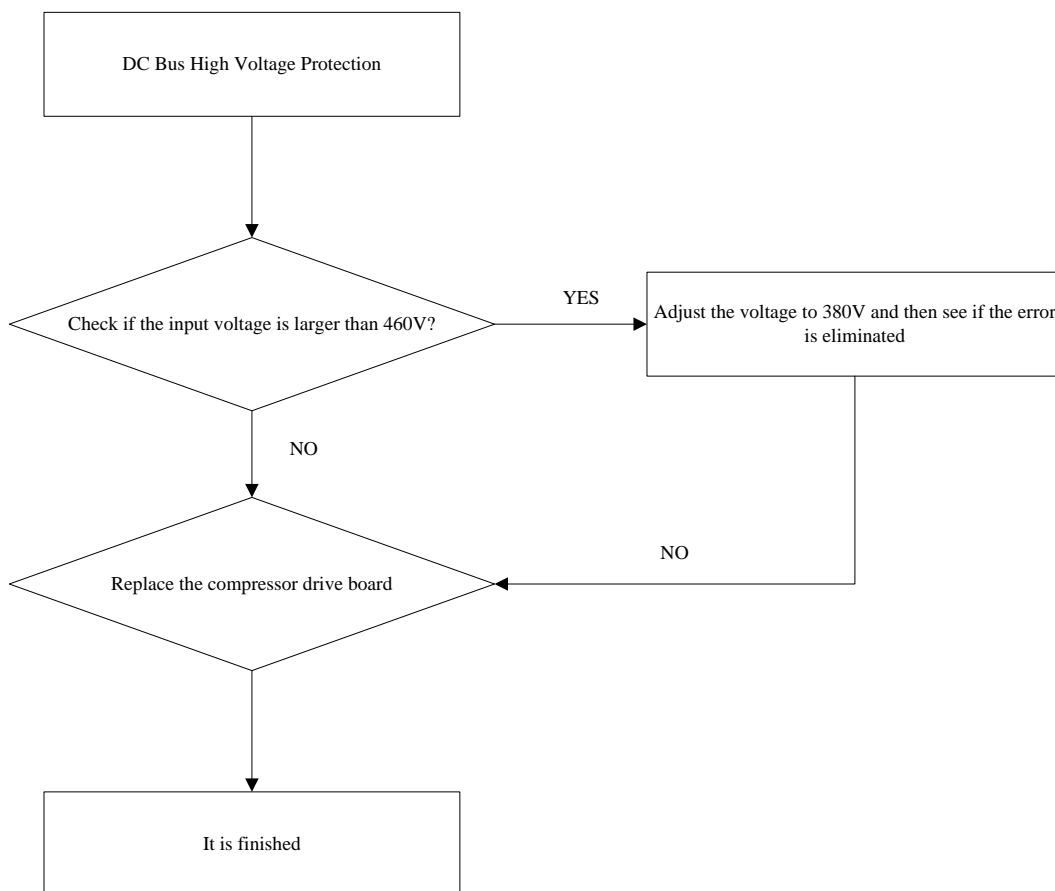 DC Bus High Voltage Protection
Check if the input voltage is larger than 460V?
YES
Adjust the voltage to 380V and then see if the error
is eliminated
NO
NO
Replace the compressor drive board
It is finished